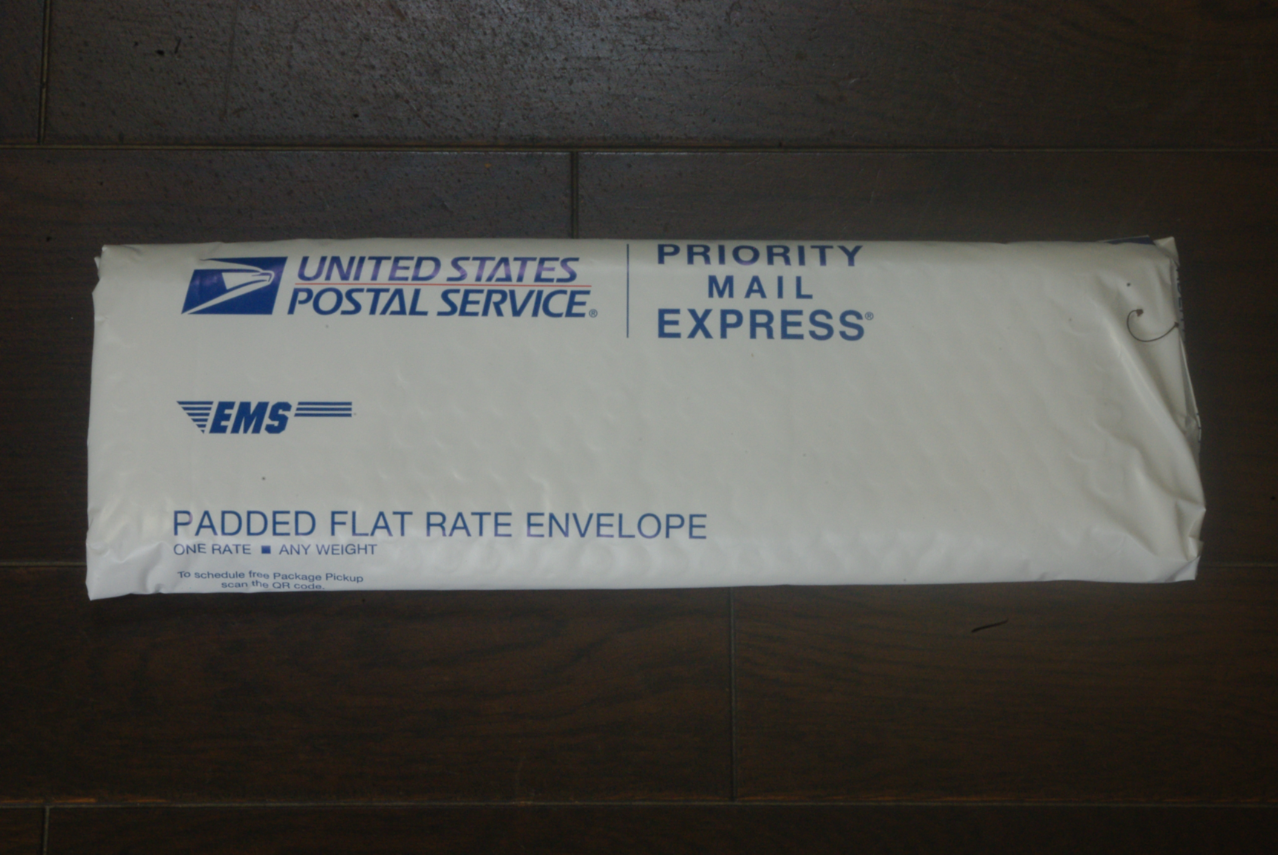 UNITED STATES
POSTAL SERVICE®
PRIORITY
MAIL
EXPRESS®
EMS
PADDED FLAT RATE ENVELOPE
ONE RATE ■ ANY WEIGHT
To schedule free Package Pickup
scan the QR code.